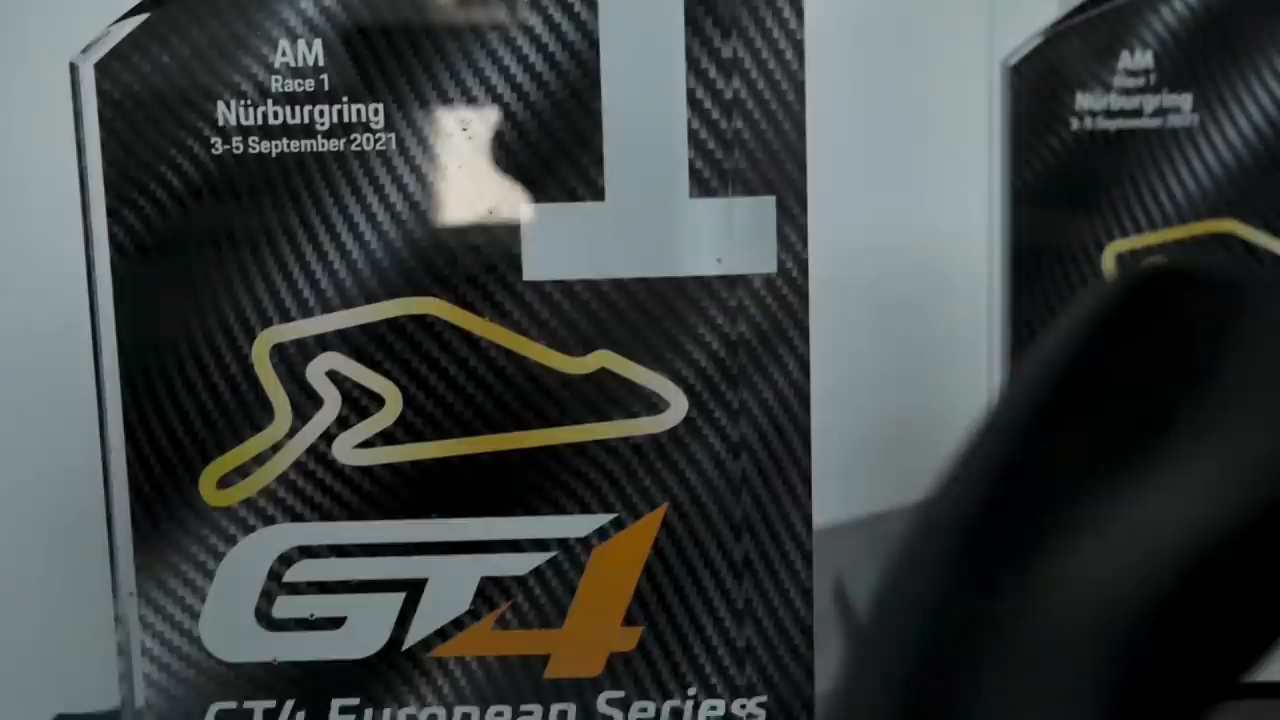 AM
Race 1
Nürburgring
3-5 September 2021
1
GT4
GT4 European Series
AM
Race 1
Nürburgring
3-5 September 2021